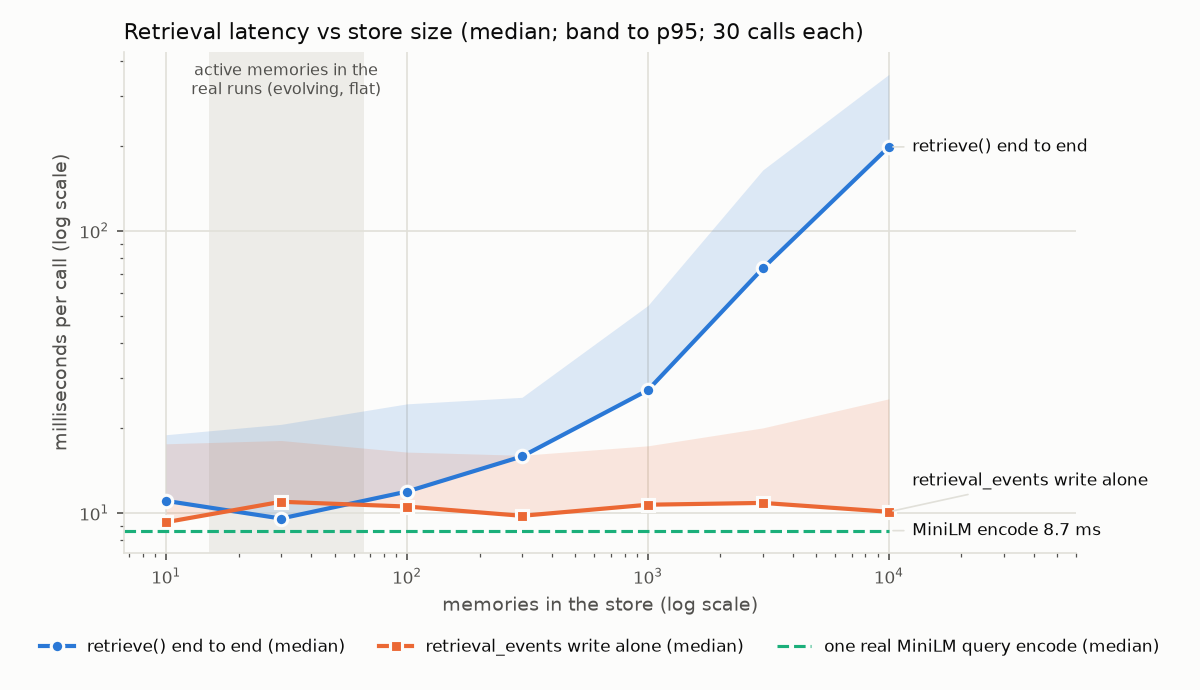 Retrieval latency vs store size (median; band to p95; 30 calls each)
active memories in the
real runs (evolving, flat)
milliseconds per call (log scale)
10²
10¹
retrieve() end to end
retrieval_events write alone
MiniLM encode 8.7 ms
10¹ 10² 10³ 10⁴
memories in the store (log scale)
retrieve() end to end (median) retrieval_events write alone (median) one real MiniLM query encode (median)